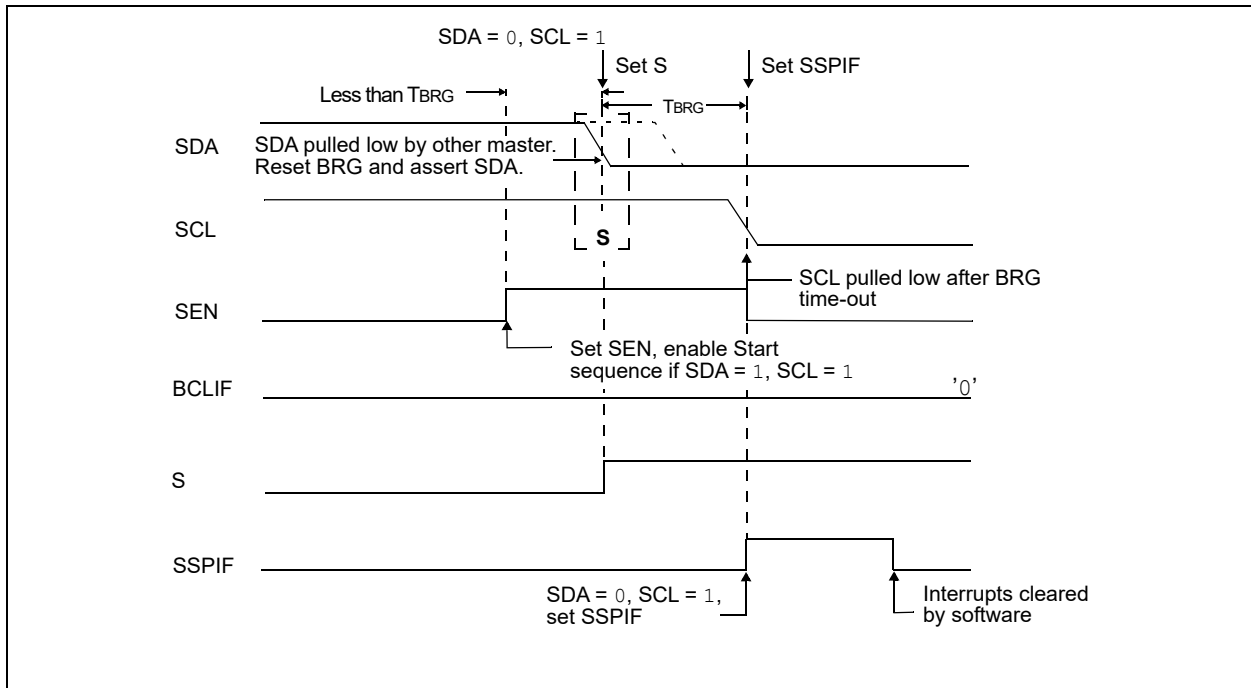 SDA = 0, SCL = 1
Set S
Set SSPIF
Less than TBRG
TBRG
SDA
SDA pulled low by other master.
Reset BRG and assert SDA.
SCL
S
SCL pulled low after BRG
time-out
SEN
Set SEN, enable Start
sequence if SDA = 1, SCL = 1
BCLIF
'0'
S
SSPIF
SDA = 0, SCL = 1,
set SSPIF
Interrupts cleared
by software